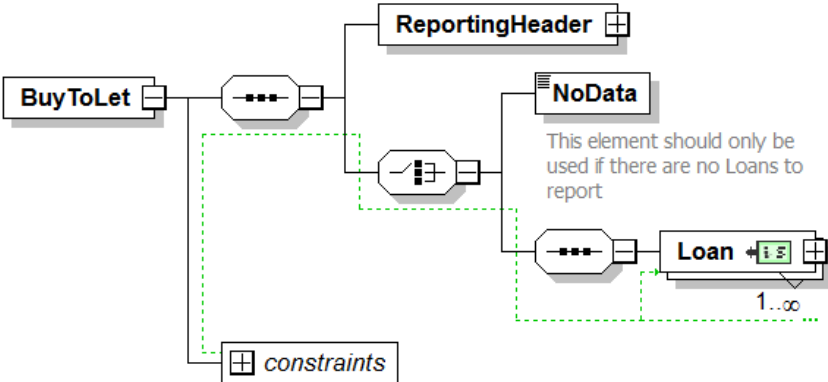 ReportingHeader
BuyToLet
NoData
This element should only be
used if there are no Loans to
report
Loan
1..∞
constraints